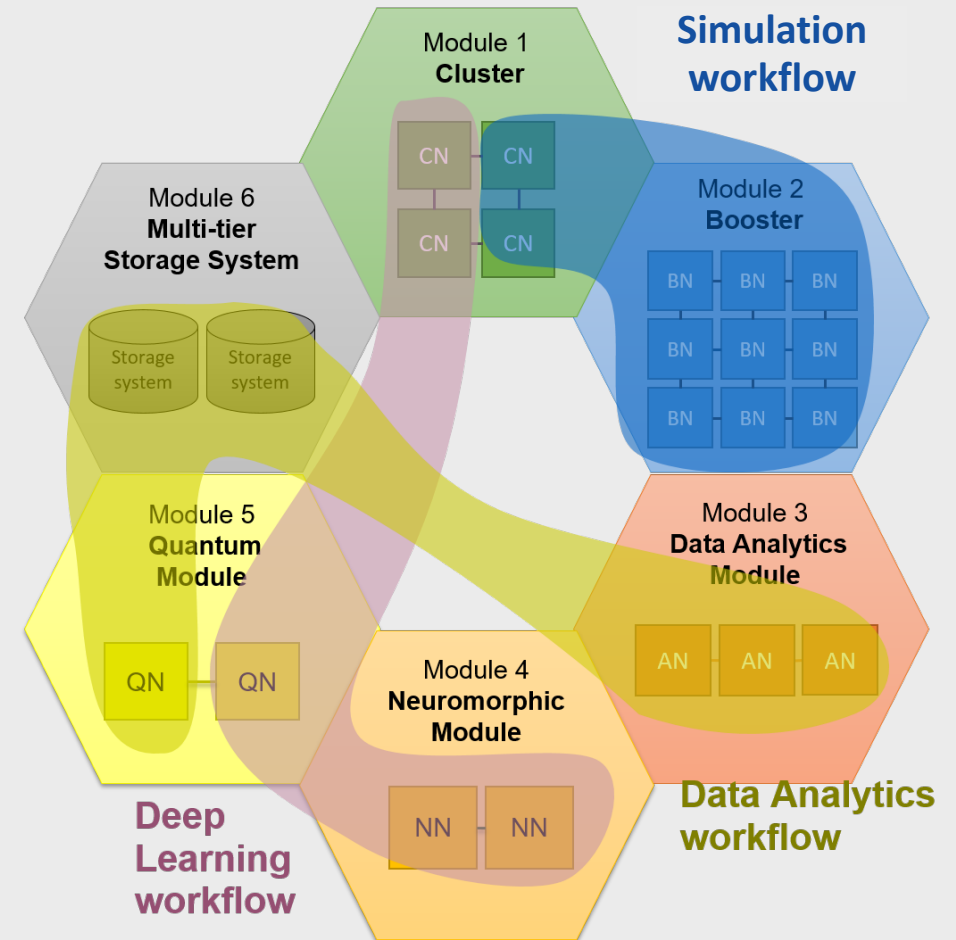 Simulation
workflow
Module 1
Cluster
CN CN
CN CN
Module 2
Booster
BN BN BN
BN BN BN
BN BN BN
Module 6
Multi-tier
Storage System
Storage
system
Storage
system
Module 5
Quantum
Module
QN QN
Module 3
Data Analytics
Module
AN AN AN
Module 4
Neuromorphic
Module
NN NN
Deep
Learning
workflow
Data Analytics
workflow